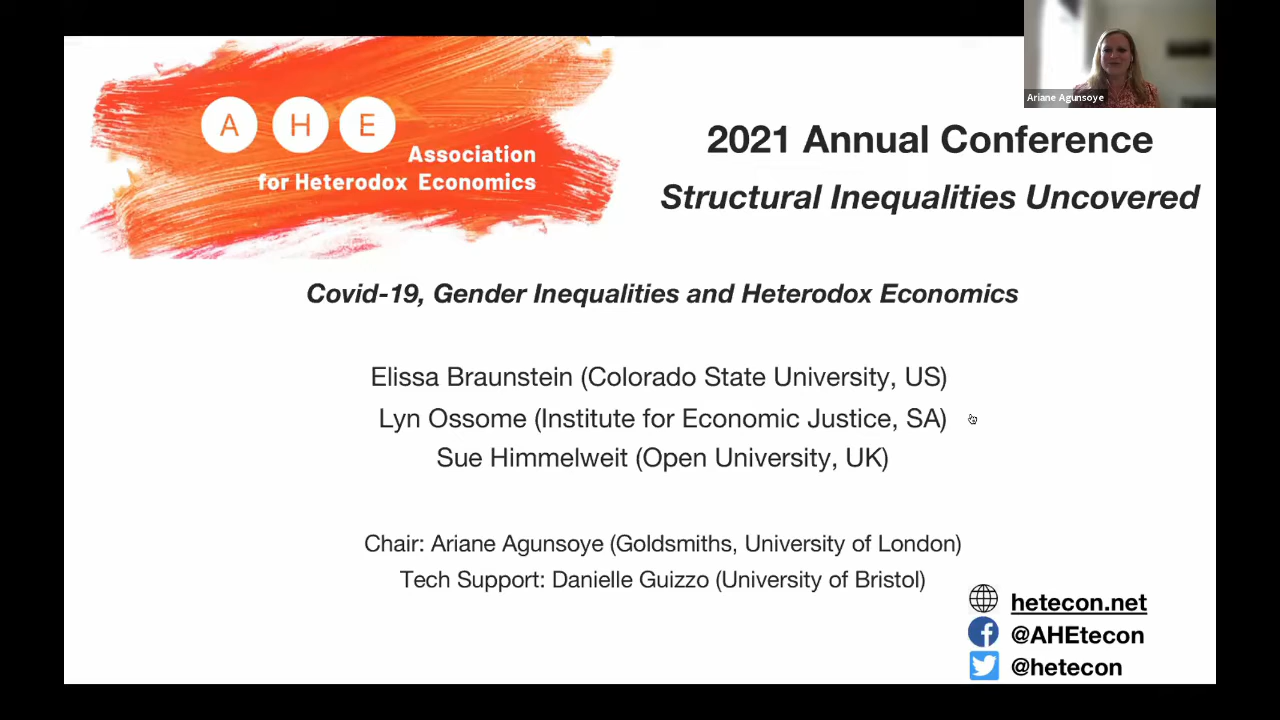 Ariane Agunsoye
A H E
Association
for Heterodox Economics
2021 Annual Conference
Structural Inequalities Uncovered
Covid-19, Gender Inequalities and Heterodox Economics
Elissa Braunstein (Colorado State University, US)
Lyn Ossome (Institute for Economic Justice, SA)
Sue Himmelweit (Open University, UK)
Chair: Ariane Agunsoye (Goldsmiths, University of London)
Tech Support: Danielle Guizzo (University of Bristol)
hetecon.net
@AHEtecon
@hetecon